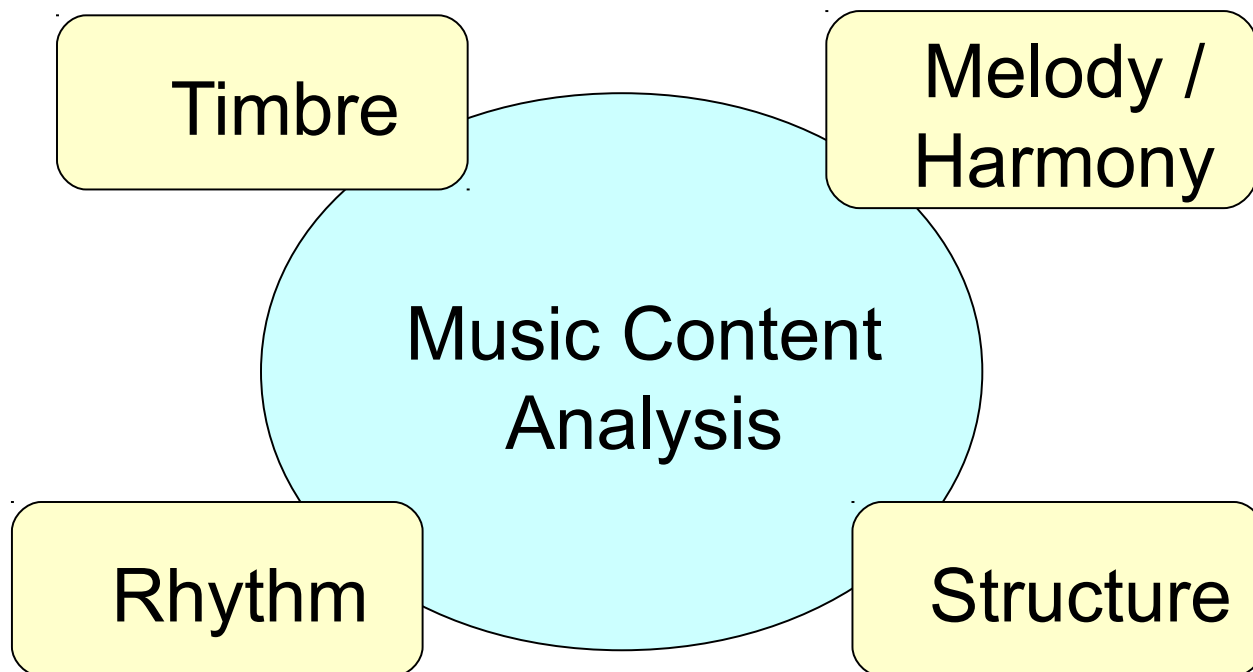 Timbre
Melody /
Harmony
Music Content
Analysis
Rhythm
Structure